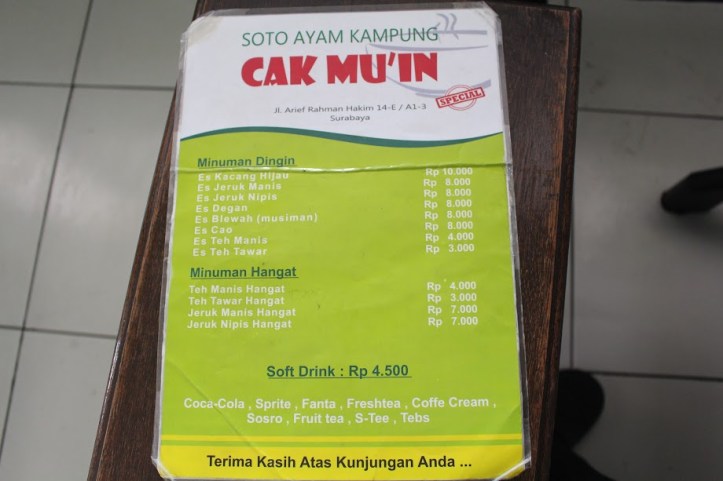 SOTO AYAM KAMPUNG
CAK MU'IN
SPECIAL
Jl. Arief Rahman Hakim 14-E / A1-3
Surabaya
Minuman Dingin
Es Kacang Hijau Rp 10.000
Es Jeruk Manis Rp 8.000
Es Jeruk Nipis Rp 8.000
Es Degan Rp 8.000
Es Blewah (musiman) Rp 8.000
Es Cao Rp 8.000
Es Teh Manis Rp 4.000
Es Teh Tawar Rp 3.000
Minuman Hangat
Teh Manis Hangat Rp 4.000
Teh Tawar Hangat Rp 3.000
Jeruk Manis Hangat Rp 7.000
Jeruk Nipis Hangat Rp 7.000
Soft Drink : Rp 4.500
Coca-Cola , Sprite , Fanta , Freshtea , Coffe Cream ,
Sosro , Fruit tea , S-Tee , Tebs
Terima Kasih Atas Kunjungan Anda ...